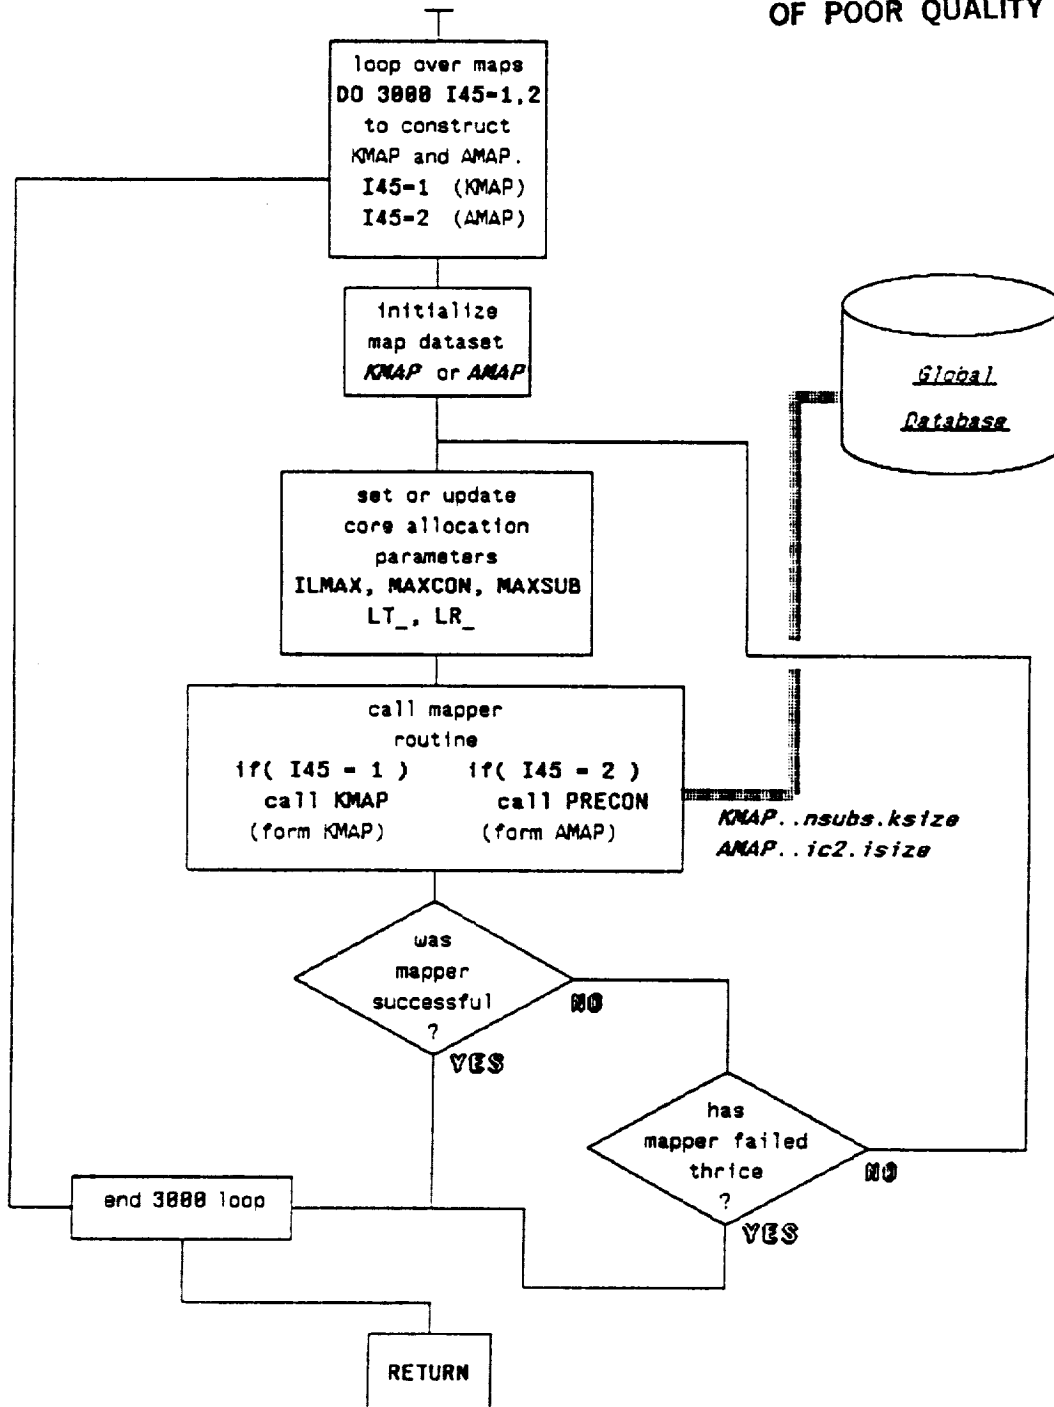 OF POOR QUALITY
loop over maps
DO 3000 I45=1,2
to construct
KMAP and AMAP.
I45=1 (KMAP)
I45=2 (AMAP)
initialize
map dataset
KMAP or AMAP
Global
Database
set or update
core allocation
parameters
ILMAX, MAXCON, MAXSUB
LT_, LR_
call mapper
routine
if( I45 = 1 ) if( I45 = 2 )
call KMAP call PRECON
(form KMAP) (form AMAP)
KMAP..nsubs.ksize
AMAP..ic2.isize
was
mapper
successful
?
NO
YES
has
mapper failed
thrice
?
NO
YES
end 3000 loop
RETURN